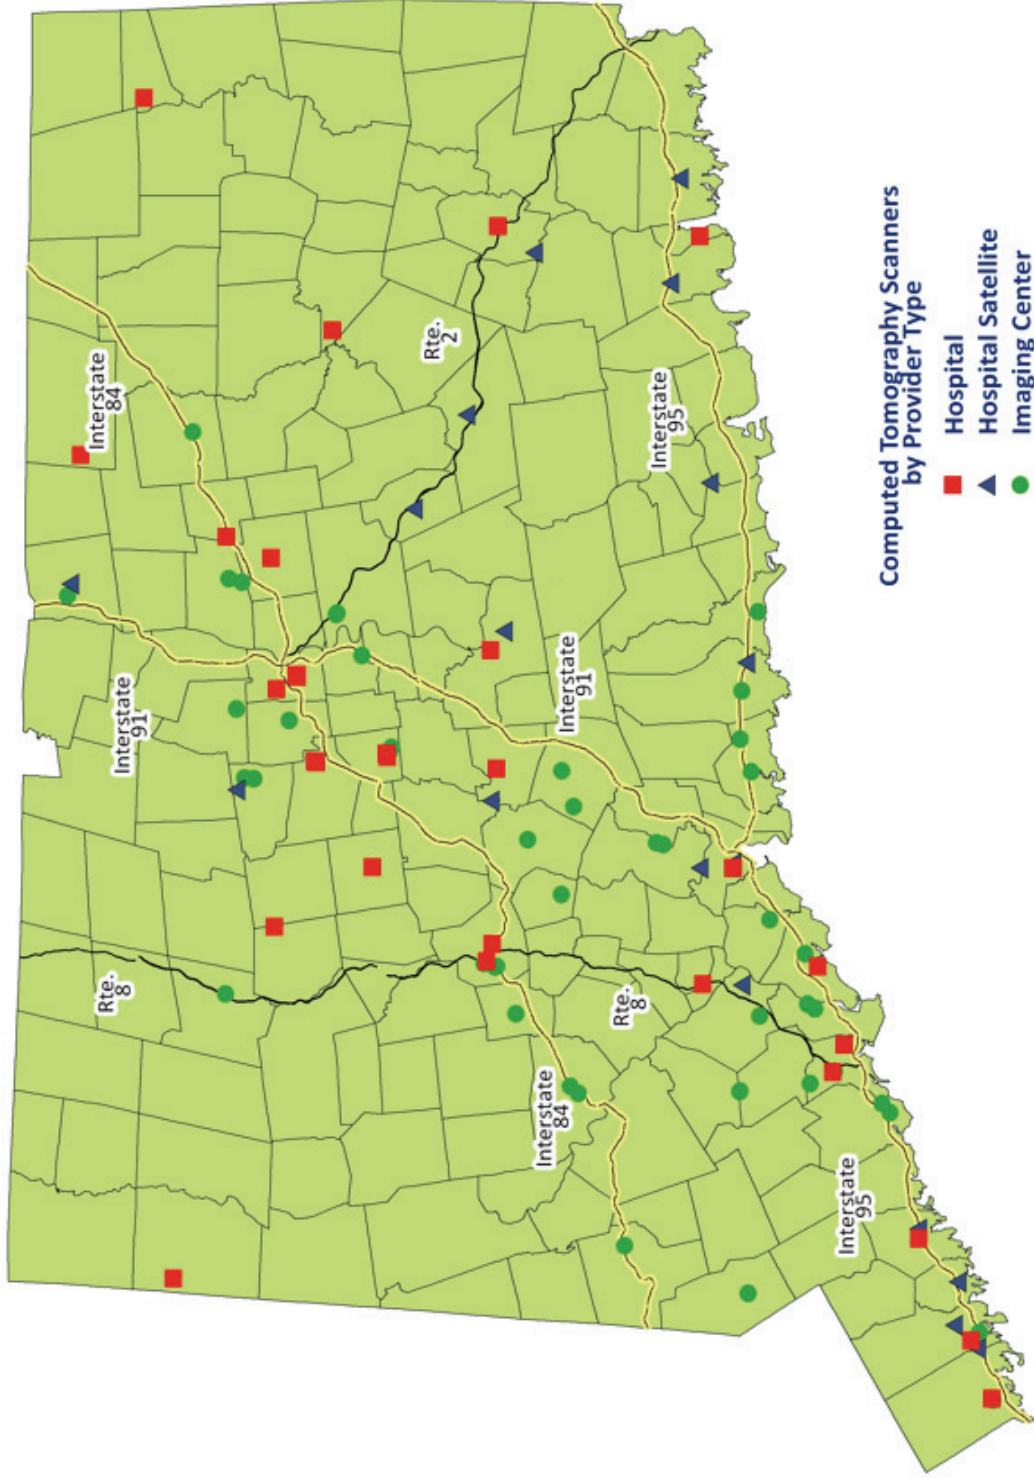 Interstate
84
Interstate
91
Rte.
2
Rte.
8
Interstate
95
Interstate
91
Rte.
8
Interstate
84
Interstate
95
Computed Tomography Scanners
by Provider Type
Hospital
Hospital Satellite
Imaging Center